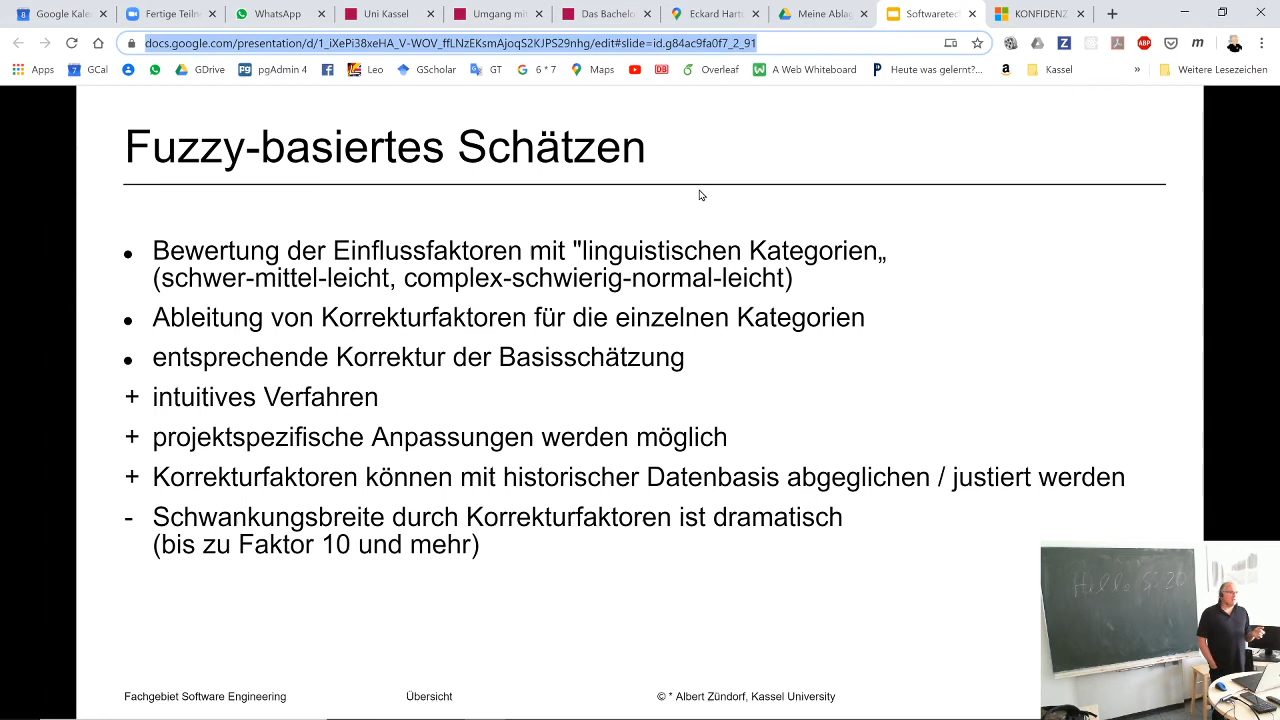 Google Kale
Fertige Teiln
WhatsApp
Uni Kassel
Umgang mit
Das Bachelo
Eckard
Meine Ablag
Softwaretech
KONFIDENZ
docs.google.com/presentation/d/1_iXePi38xeHA_V-WOV_ffLNzEKsmAjoqS2KJPS29nhg/edit#slide=id.g84ac9fa0f7_2_91
Apps
GCal
GDrive
pgAdmin 4
Leo
GScholar
GT
6 * 7
Maps
Overleaf
A Web Whiteboard
Heute was gelernt?...
Kassel
»
Weitere Lesezeichen
Fuzzy-basiertes Schätzen
• Bewertung der Einflussfaktoren mit "linguistischen Kategorien„
(schwer-mittel-leicht, complex-schwierig-normal-leicht)
• Ableitung von Korrekturfaktoren für die einzelnen Kategorien
• entsprechende Korrektur der Basisschätzung
+ intuitives Verfahren
+ projektspezifische Anpassungen werden möglich
+ Korrekturfaktoren können mit historischer Datenbasis abgeglichen / justiert werden
- Schwankungsbreite durch Korrekturfaktoren ist dramatisch
(bis zu Faktor 10 und mehr)
Hello
Fachgebiet Software Engineering
Übersicht
© * Albert Zündorf, Kassel University